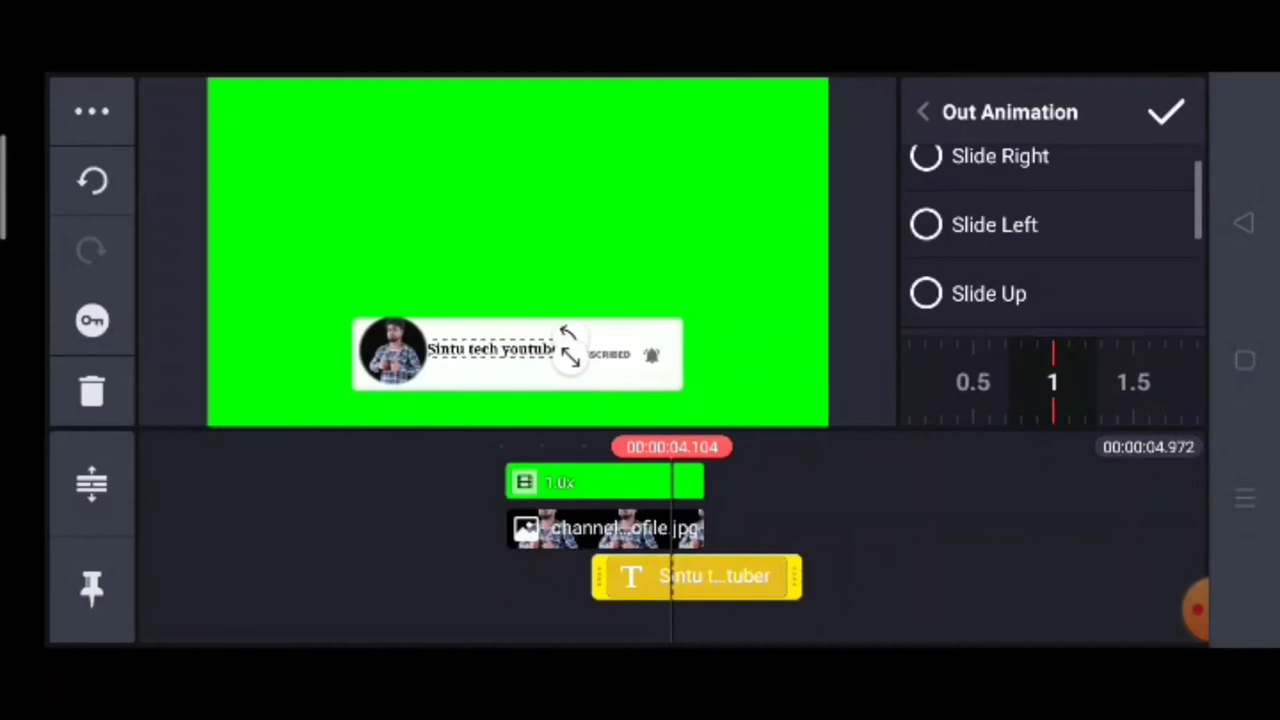 Out Animation
Slide Right
Slide Left
Slide Up
0.5 1 1.5
Sintu tech youtube
SCRIBED
00:00:04.104
00:00:04.972
1.0x
channel...ofile.jpg
T Sintu t...tuber